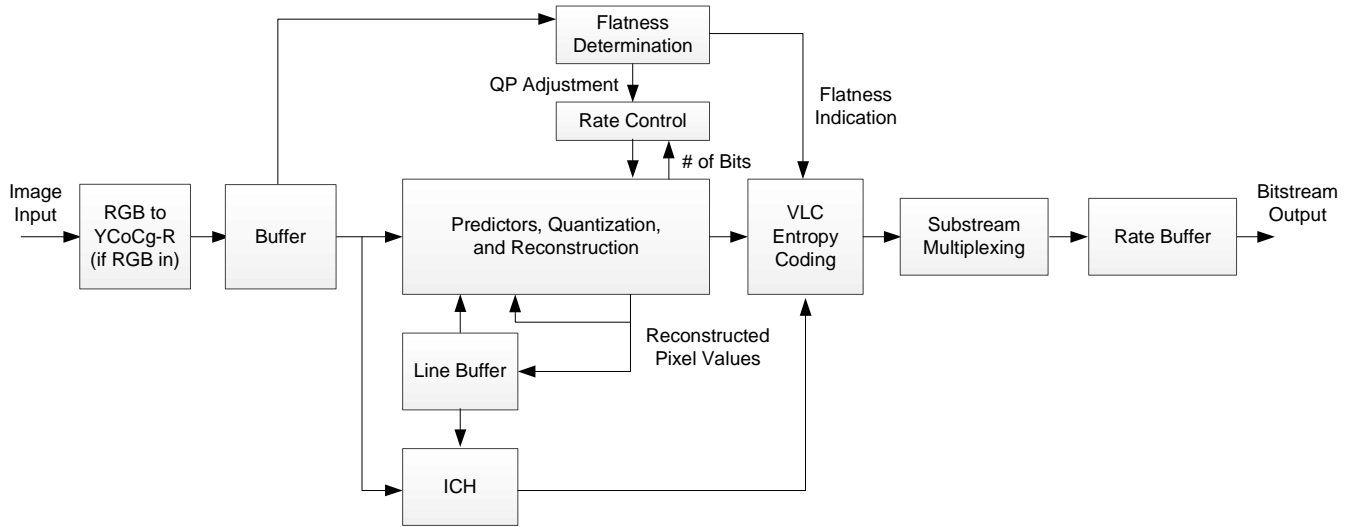 Flatness
Determination
QP Adjustment
Flatness
Indication
Rate Control
# of Bits
Image
Input
RGB to
YCoCg-R
(if RGB in)
Buffer
Predictors, Quantization,
and Reconstruction
VLC
Entropy
Coding
Substream
Multiplexing
Rate Buffer
Bitstream
Output
Line Buffer
Reconstructed
Pixel Values
ICH